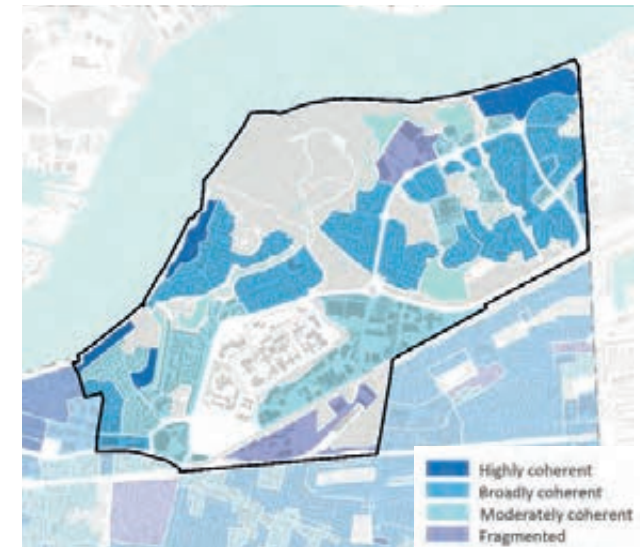 Highly coherent
Broadly coherent
Moderately coherent
Fragmented